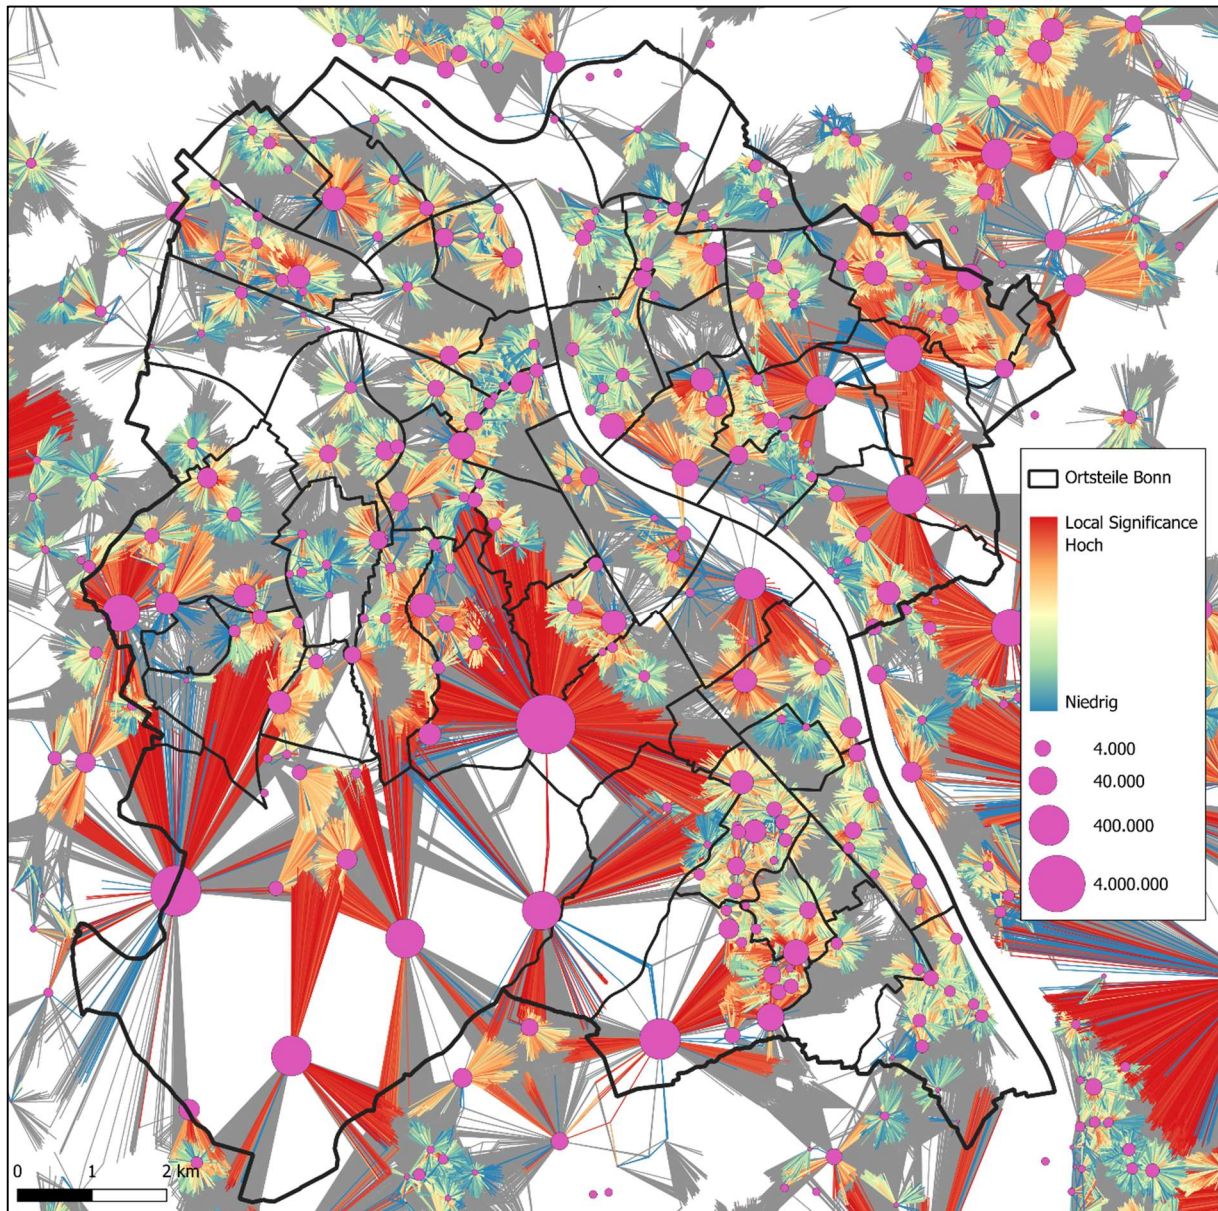 Ortsteile Bonn
Local Significance
Hoch
Niedrig
4.000
40.000
400.000
4.000.000
0 1 2 km